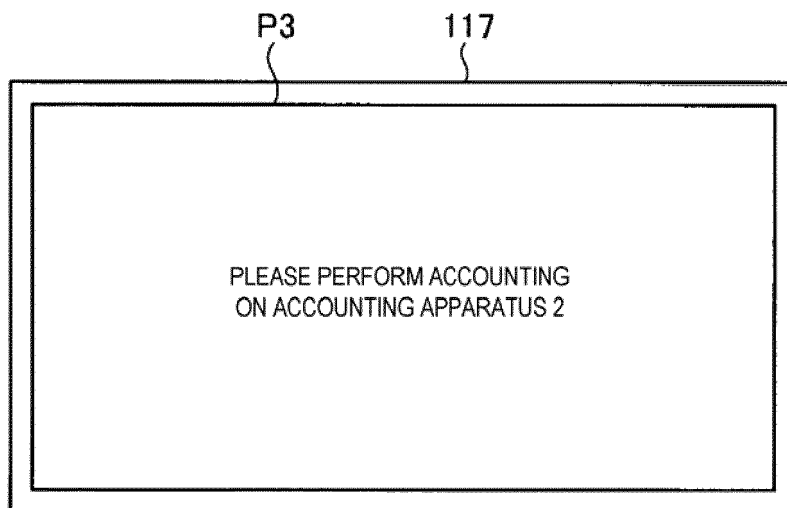 P3 117
PLEASE PERFORM ACCOUNTING
ON ACCOUNTING APPARATUS 2